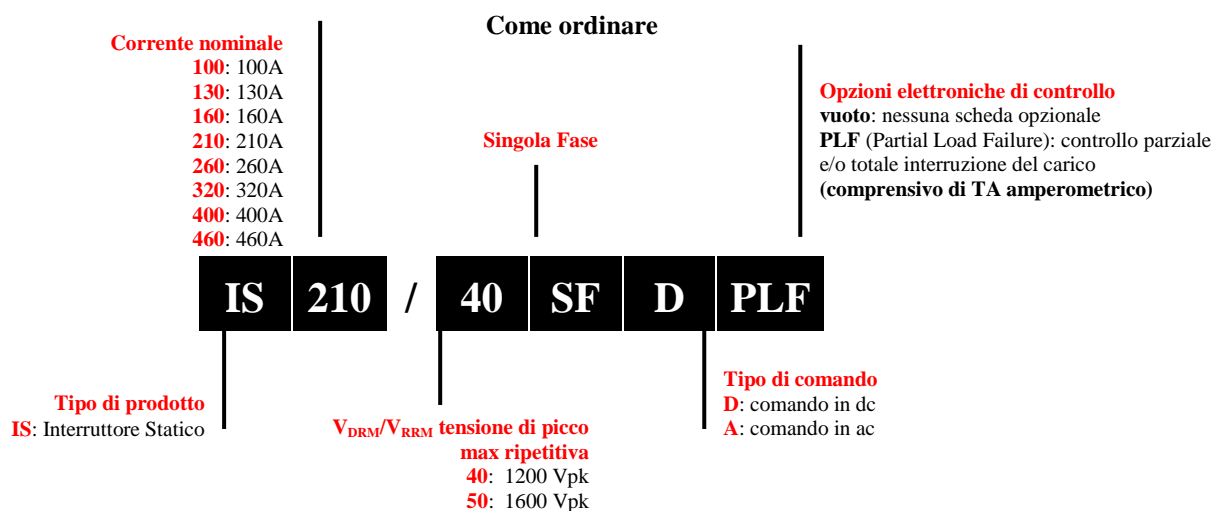 Come ordinare
Corrente nominale
100: 100A
130: 130A
160: 160A
210: 210A
260: 260A
320: 320A
400: 400A
460: 460A
Singola Fase
Opzioni elettroniche di controllo
vuoto: nessuna scheda opzionale
PLF (Partial Load Failure): controllo parziale
e/o totale interruzione del carico
(comprensivo di TA amperometrico)
IS 210 / 40 SF D PLF
Tipo di prodotto
IS: Interruttore Statico
VDRM/VRRM tensione di picco
max ripetitiva
40: 1200 Vpk
50: 1600 Vpk
Tipo di comando
D: comando in dc
A: comando in ac